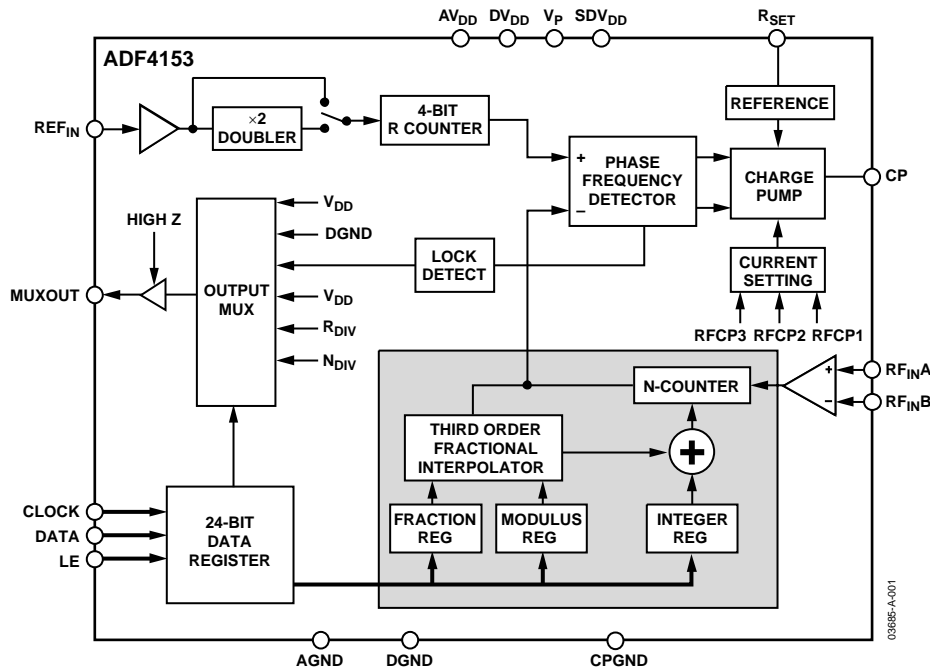 AVDD DVDD VP SDVDD RSET
ADF4153
REFIN
×2
DOUBLER
4-BIT
R COUNTER
REFERENCE
+
−
PHASE
FREQUENCY
DETECTOR
CHARGE
PUMP
CP
HIGH Z
MUXOUT
OUTPUT
MUX
VDD
DGND
LOCK
DETECT
VDD
RDIV
NDIV
CURRENT
SETTING
RFCP3 RFCP2 RFCP1
N-COUNTER
+
−
RFINA
RFINB
THIRD ORDER
FRACTIONAL
INTERPOLATOR
+
CLOCK
DATA
LE
24-BIT
DATA
REGISTER
FRACTION
REG
MODULUS
REG
INTEGER
REG
AGND DGND CPGND
03685-A-001